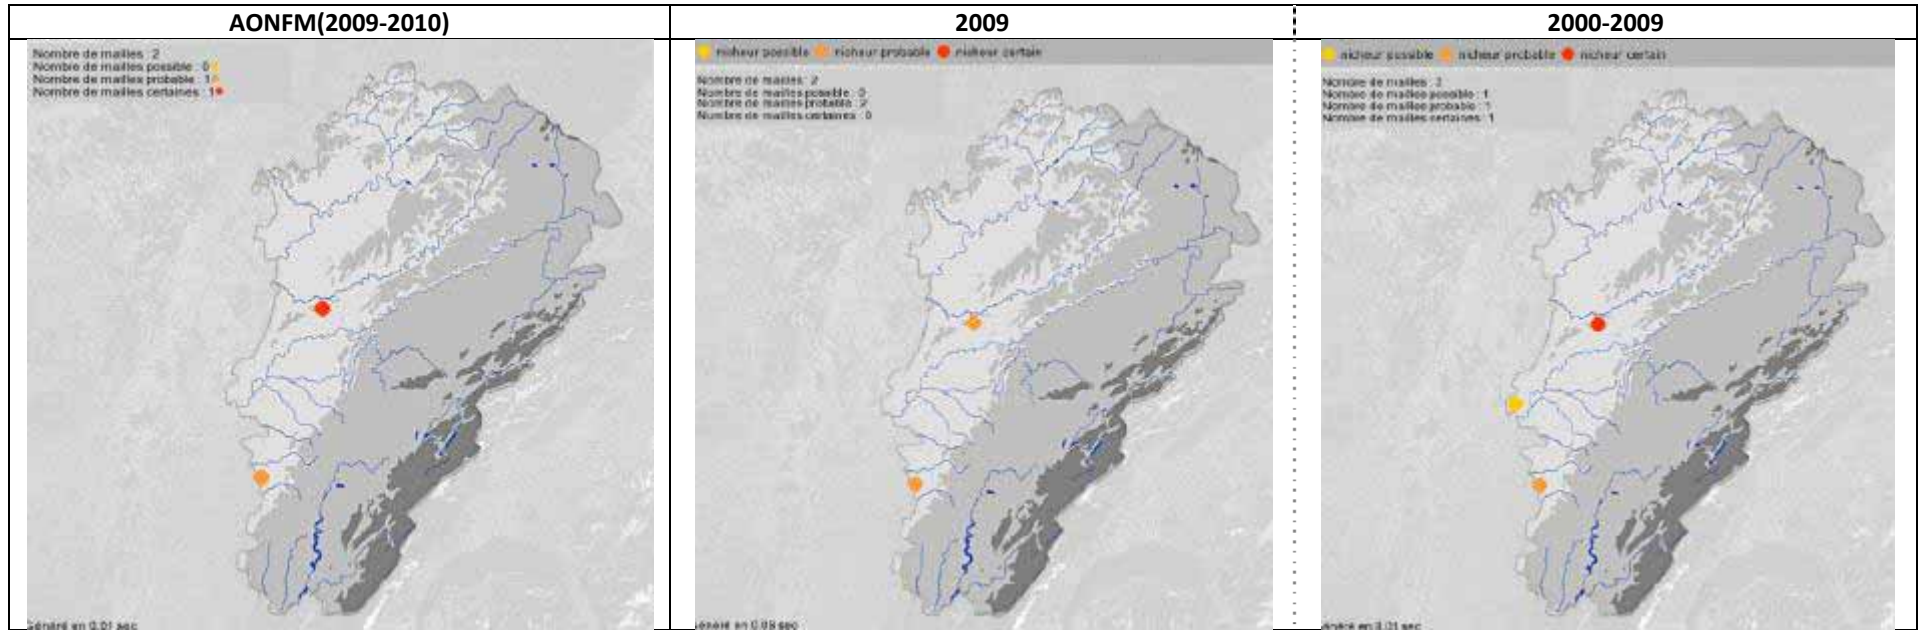 AONFM(2009-2010)
Nombre de mailles : 2
Nombre de mailles possible : 0
Nombre de mailles probable : 1
Nombre de mailles certaines : 1
Généré en 0.01 sec
2009
nicheur possible nicheur probable nicheur certain
Nombre de mailles : 2
Nombre de mailles possible : 0
Nombre de mailles probable : 2
Nombre de mailles certaines : 0
Généré en 0.09 sec
2000-2009
nicheur possible nicheur probable nicheur certain
Nombre de mailles : 3
Nombre de mailles possible : 1
Nombre de mailles probable : 1
Nombre de mailles certaines : 1
Généré en 0.01 sec